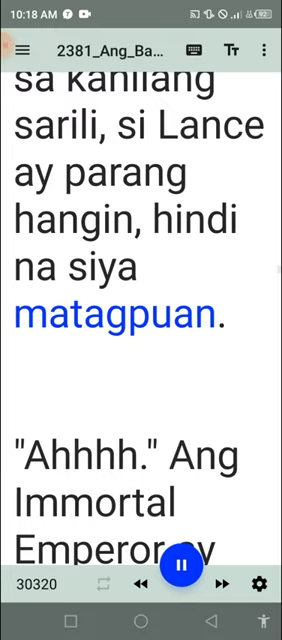 10:18 AM
92
2381_Ang_Ba...
Tт
sa kanilang
sarili, si Lance
ay parang
hangin, hindi
na siya
matagpuan.
"Ahhhh." Ang
Immortal
Emperor ay
30320